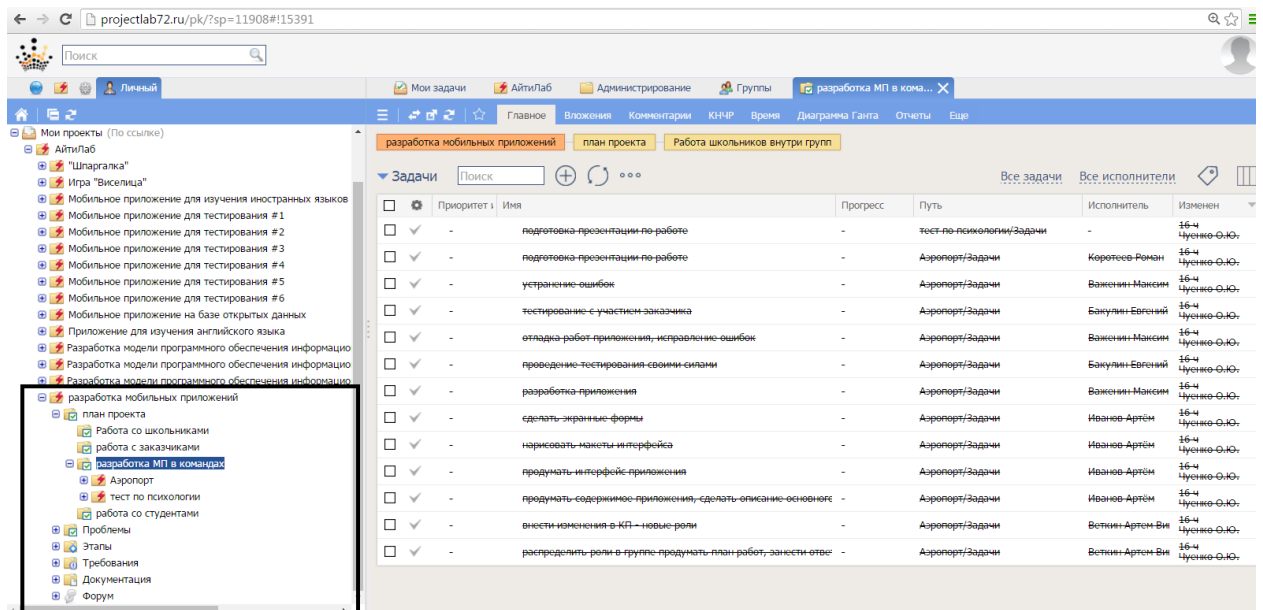 projectlab72.ru/pk/?sp=11908#!15391
Поиск
Личный
Мои задачи АйтиЛаб Администрирование Группы разработка МП в кома...
Главное Вложения Комментарии КНЧР Время Диаграмма Ганта Отчеты Еще
Мои проекты (По ссылке)
АйтиЛаб
"Шпаргалка"
Игра "Виселица"
Мобильное приложение для изучения иностранных языков
Мобильное приложение для тестирования #1
Мобильное приложение для тестирования #2
Мобильное приложение для тестирования #3
Мобильное приложение для тестирования #4
Мобильное приложение для тестирования #5
Мобильное приложение для тестирования #6
Мобильное приложение на базе открытых данных
Приложение для изучения английского языка
Разработка модели программного обеспечения информацио
Разработка модели программного обеспечения информацио
Разработка модели программного обеспечения информацио
разработка мобильных приложений
план проекта
Работа со школьниками
работа с заказчиками
разработка МП в командах
Аэропорт
тест по психологии
работа со студентами
Проблемы
Этапы
Требования
Документация
Форум
разработка мобильных приложений план проекта Работа школьников внутри групп
Задачи Поиск Все задачи Все исполнители
Приоритет Имя Прогресс Путь Исполнитель Изменен
- подготовка презентации по работе - тест по психологии/Задачи - 16 ч
Чуенко О.Ю.
- подготовка презентации по работе - Аэропорт/Задачи Коротеев Роман 16 ч
Чуенко О.Ю.
- устранение ошибок - Аэропорт/Задачи Важенин Максим 16 ч
Чуенко О.Ю.
- тестирование с участием заказчика - Аэропорт/Задачи Бакулин Евгений 16 ч
Чуенко О.Ю.
- отладка работ приложения, исправление ошибок - Аэропорт/Задачи Важенин Максим 16 ч
Чуенко О.Ю.
- проведение тестирования своими силами - Аэропорт/Задачи Бакулин Евгений 16 ч
Чуенко О.Ю.
- разработка приложения - Аэропорт/Задачи Важенин Максим 16 ч
Чуенко О.Ю.
- сделать экранные формы - Аэропорт/Задачи Иванов Артём 16 ч
Чуенко О.Ю.
- нарисовать макеты интерфейса - Аэропорт/Задачи Иванов Артём 16 ч
Чуенко О.Ю.
- продумать интерфейс приложения - Аэропорт/Задачи Иванов Артём 16 ч
Чуенко О.Ю.
- продумать содержимое приложения, сделать описание основного - Аэропорт/Задачи Иванов Артём 16 ч
Чуенко О.Ю.
- внести изменения в КП - новые роли - Аэропорт/Задачи Веткин Артем Ви 16 ч
Чуенко О.Ю.
- распределить роли в группе продумать план работ, занести отве - Аэропорт/Задачи Веткин Артем Ви 16 ч
Чуенко О.Ю.